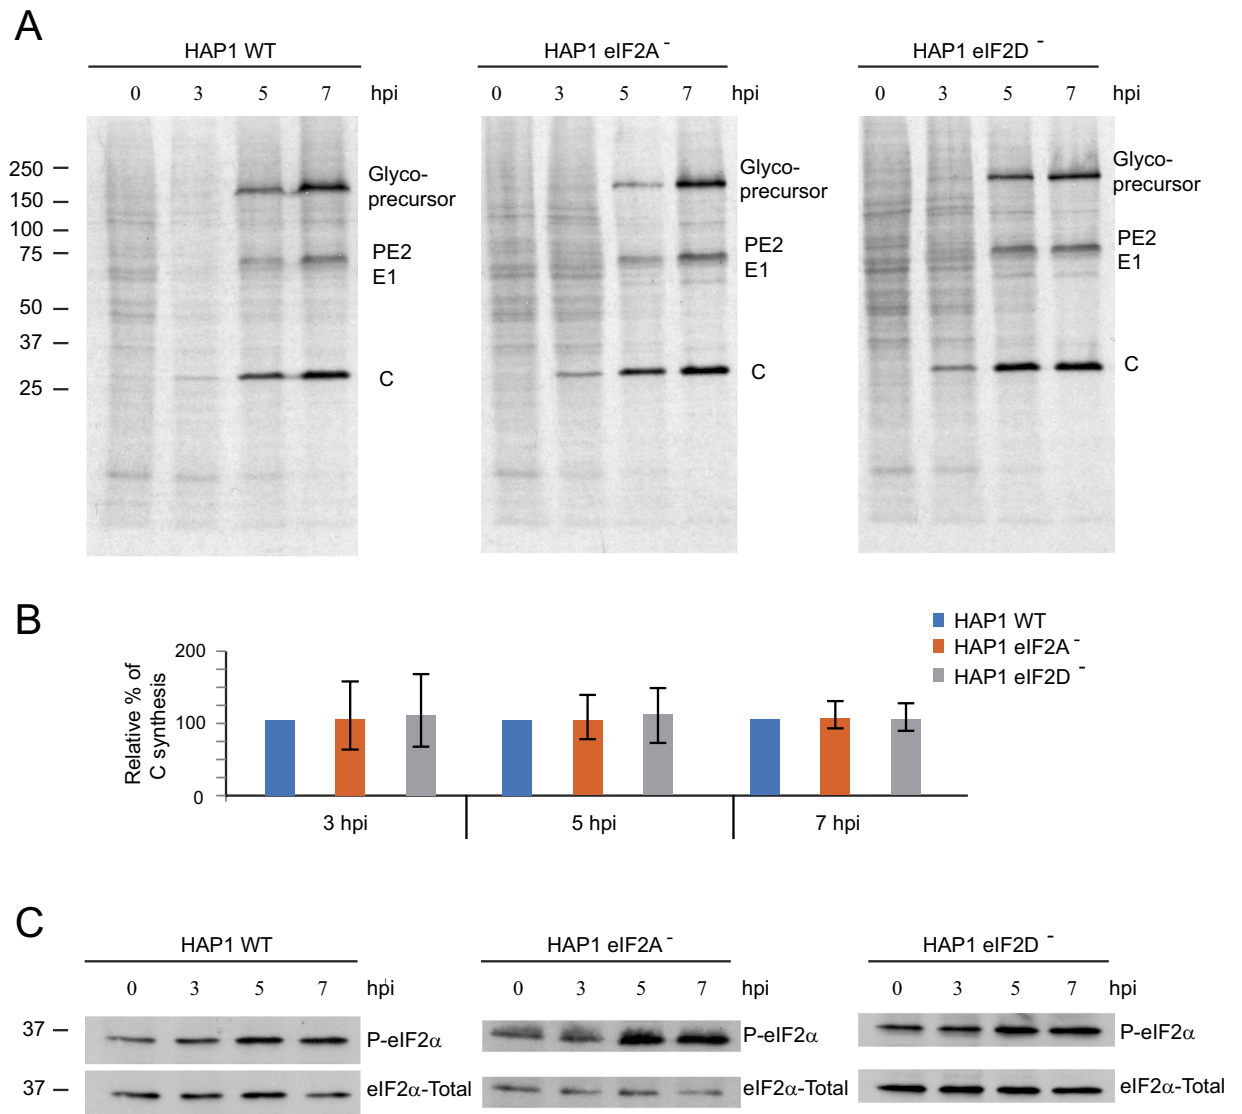 A
HAP1 WT
HAP1 eIF2A -
HAP1 eIF2D -
0 3 5 7 hpi
0 3 5 7 hpi
0 3 5 7 hpi
250
150
100
75
50
37
25
Glyco-
precursor
PE2
E1
C
Glyco-
precursor
PE2
E1
C
Glyco-
precursor
PE2
E1
C
B
HAP1 WT
HAP1 eIF2A -
HAP1 eIF2D -
Relative % of
C synthesis
200
100
0
3 hpi
5 hpi
7 hpi
C
HAP1 WT
HAP1 eIF2A -
HAP1 eIF2D -
0 3 5 7 hpi
0 3 5 7 hpi
0 3 5 7 hpi
37
P-eIF2α
P-eIF2α
P-eIF2α
37
eIF2α-Total
eIF2α-Total
eIF2α-Total